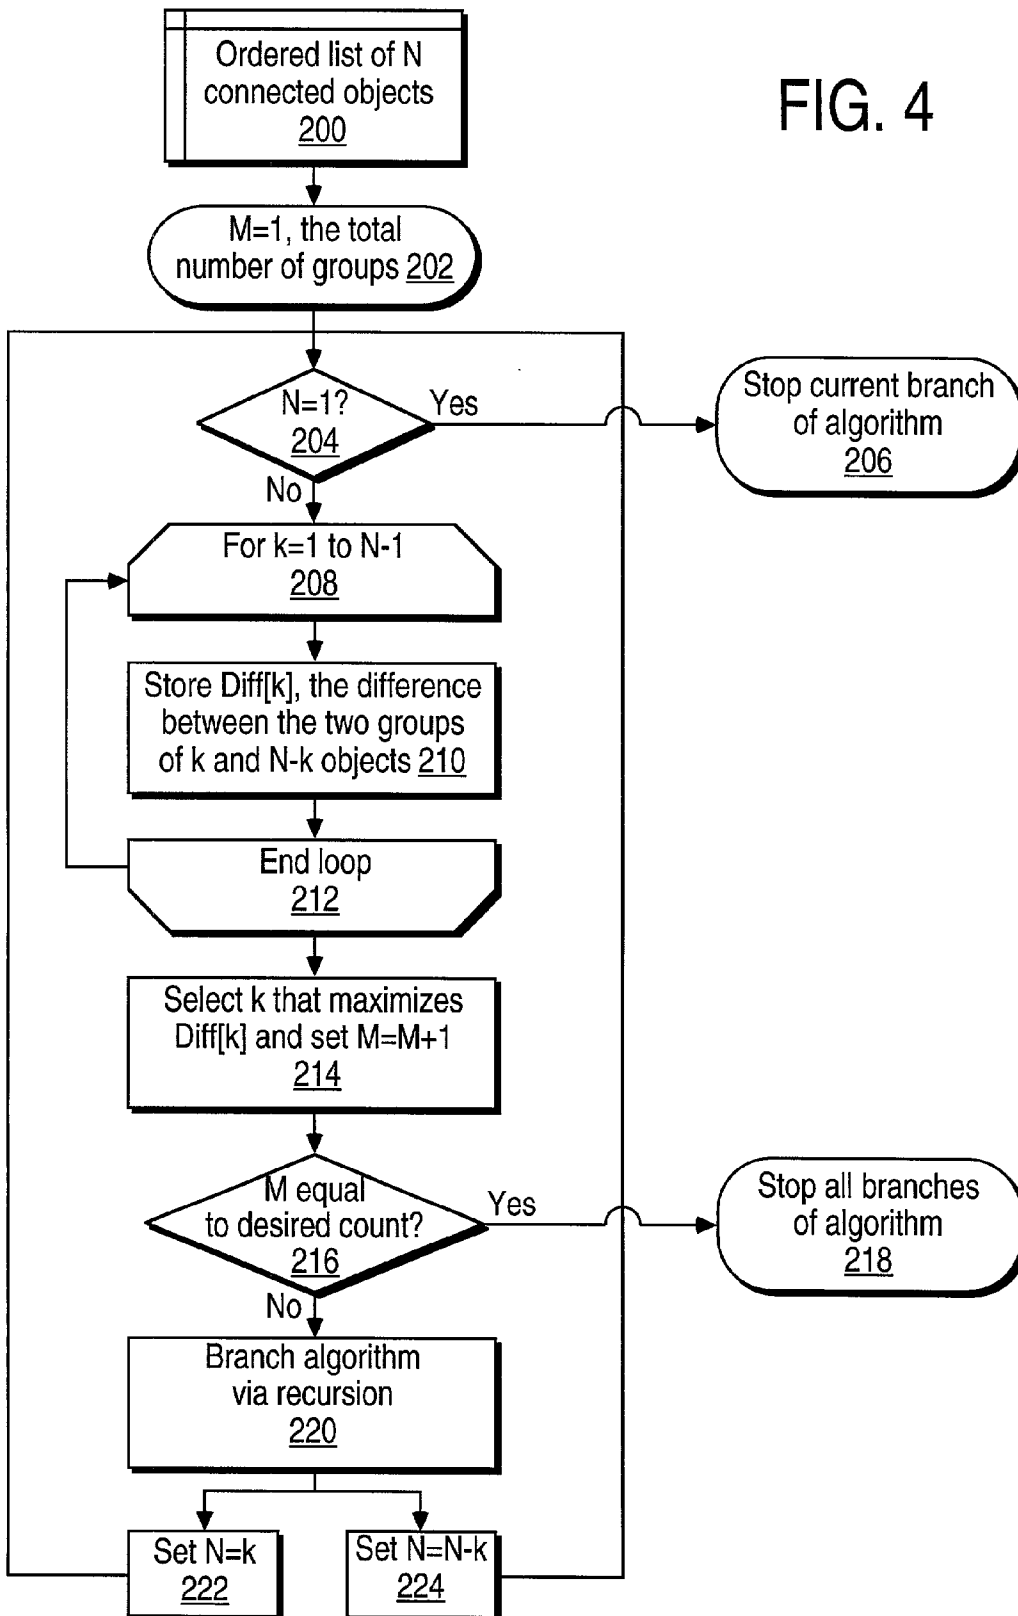 Ordered list of N
connected objects
200
FIG. 4
M=1, the total
number of groups 202
N=1?
204
Yes
Stop current branch
of algorithm
206
No
For k=1 to N-1
208
Store Diff[k], the difference
between the two groups
of k and N-k objects 210
End loop
212
Select k that maximizes
Diff[k] and set M=M+1
214
M equal
to desired count?
216
Yes
Stop all branches
of algorithm
218
No
Branch algorithm
via recursion
220
Set N=k
222
Set N=N-k
224